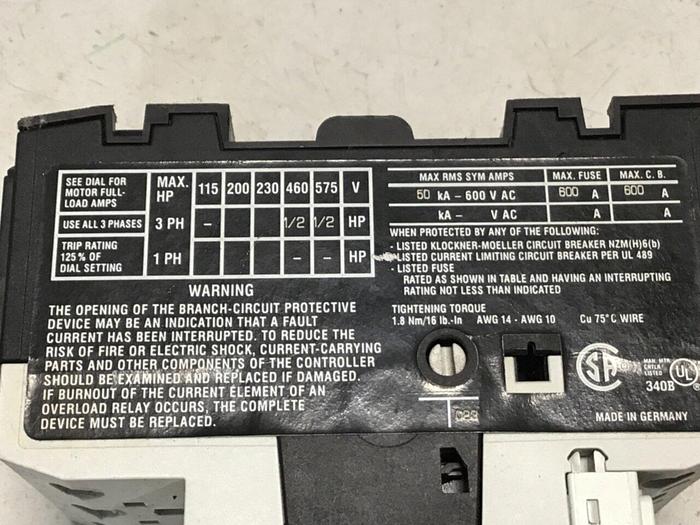 SEE DIAL FOR
MOTOR FULL-
LOAD AMPS
MAX.
HP
115 200 230 460 575 V
USE ALL 3 PHASES 3 PH - 1/2 1/2 HP
TRIP RATING
125% OF
DIAL SETTING
1 PH - - HP
WARNING
THE OPENING OF THE BRANCH-CIRCUIT PROTECTIVE
DEVICE MAY BE AN INDICATION THAT A FAULT
CURRENT HAS BEEN INTERRUPTED. TO REDUCE THE
RISK OF FIRE OR ELECTRIC SHOCK, CURRENT-CARRYING
PARTS AND OTHER COMPONENTS OF THE CONTROLLER
SHOULD BE EXAMINED AND REPLACED IF DAMAGED.
IF BURNOUT OF THE CURRENT ELEMENT OF AN
OVERLOAD RELAY OCCURS, THE COMPLETE
DEVICE MUST BE REPLACED.
MAX RMS SYM AMPS MAX. FUSE MAX. C. B.
50 kA – 600 V AC 600 A 600 A
kA – V AC A A
WHEN PROTECTED BY ANY OF THE FOLLOWING:
- LISTED KLOCKNER-MOELLER CIRCUIT BREAKER NZM(H)6(b)
- LISTED CURRENT LIMITING CIRCUIT BREAKER PER UL 489
- LISTED FUSE
RATED AS SHOWN IN TABLE AND HAVING AN INTERRUPTING
RATING NOT LESS THAN INDICATED
TIGHTENING TORQUE
1.8 Nm/16 lb.-In AWG 14 - AWG 10 Cu 75°C WIRE
SA
MAN. MTR.
CRTLR
LISTED
340B
UL
T
MADE IN GERMANY